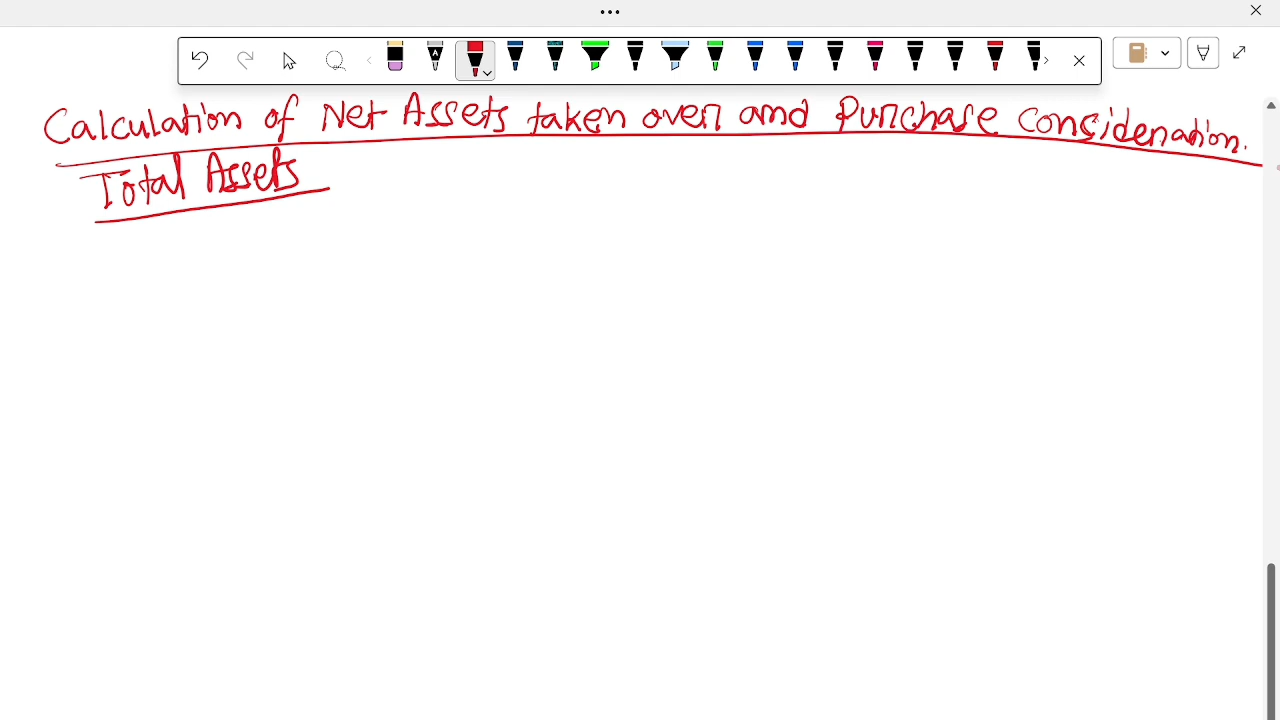 Calculation of Net Assets taken over and Purchase consideration.
Total Assets